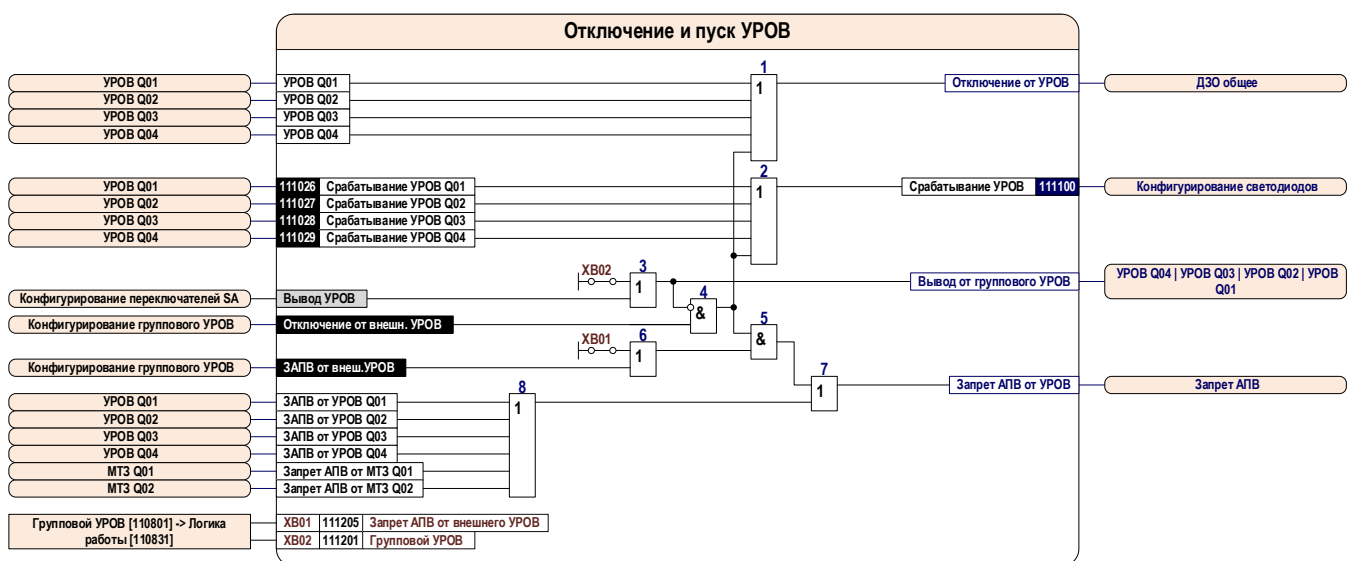 Отключение и пуск УРОВ
1
УРОВ Q01 УРОВ Q01 1 Отключение от УРОВ ДЗО общее
УРОВ Q02 УРОВ Q02
УРОВ Q03 УРОВ Q03
УРОВ Q04 УРОВ Q04
2
УРОВ Q01 111026 Срабатывание УРОВ Q01 1 Срабатывание УРОВ 111100 Конфигурирование светодиодов
УРОВ Q02 111027 Срабатывание УРОВ Q02
УРОВ Q03 111028 Срабатывание УРОВ Q03
УРОВ Q04 111029 Срабатывание УРОВ Q04
XB02 3
1 Вывод от группового УРОВ УРОВ Q04 | УРОВ Q03 | УРОВ Q02 | УРОВ
Q01
Конфигурирование переключателей SA Вывод УРОВ
4
&
Конфигурирование группового УРОВ Отключение от внешн. УРОВ
5
&
XB01 6
1
Конфигурирование группового УРОВ ЗАПВ от внеш.УРОВ
7
1 Запрет АПВ от УРОВ Запрет АПВ
8
1
УРОВ Q01 ЗАПВ от УРОВ Q01
УРОВ Q02 ЗАПВ от УРОВ Q02
УРОВ Q03 ЗАПВ от УРОВ Q03
УРОВ Q04 ЗАПВ от УРОВ Q04
МТЗ Q01 Запрет АПВ от МТЗ Q01
МТЗ Q02 Запрет АПВ от МТЗ Q02
Групповой УРОВ [110801] -> Логика
работы [110831]
XB01 111205 Запрет АПВ от внешнего УРОВ
XB02 111201 Групповой УРОВ